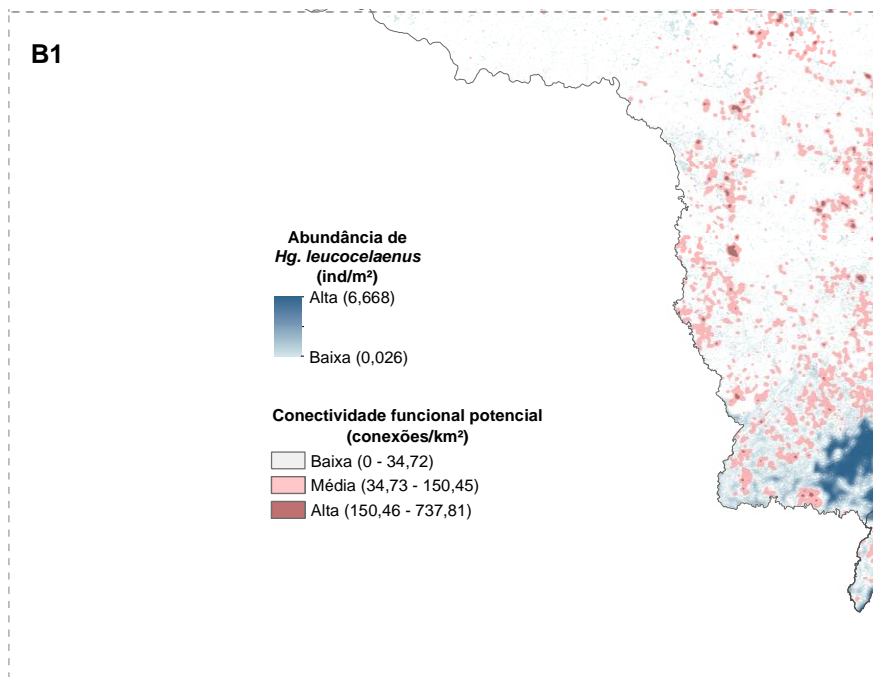 B1
Abundância de
Hg. leucocelaenus
(ind/m²)
Alta (6,668)
Baixa (0,026)
Conectividade funcional potencial
(conexões/km²)
Baixa (0 - 34,72)
Média (34,73 - 150,45)
Alta (150,46 - 737,81)